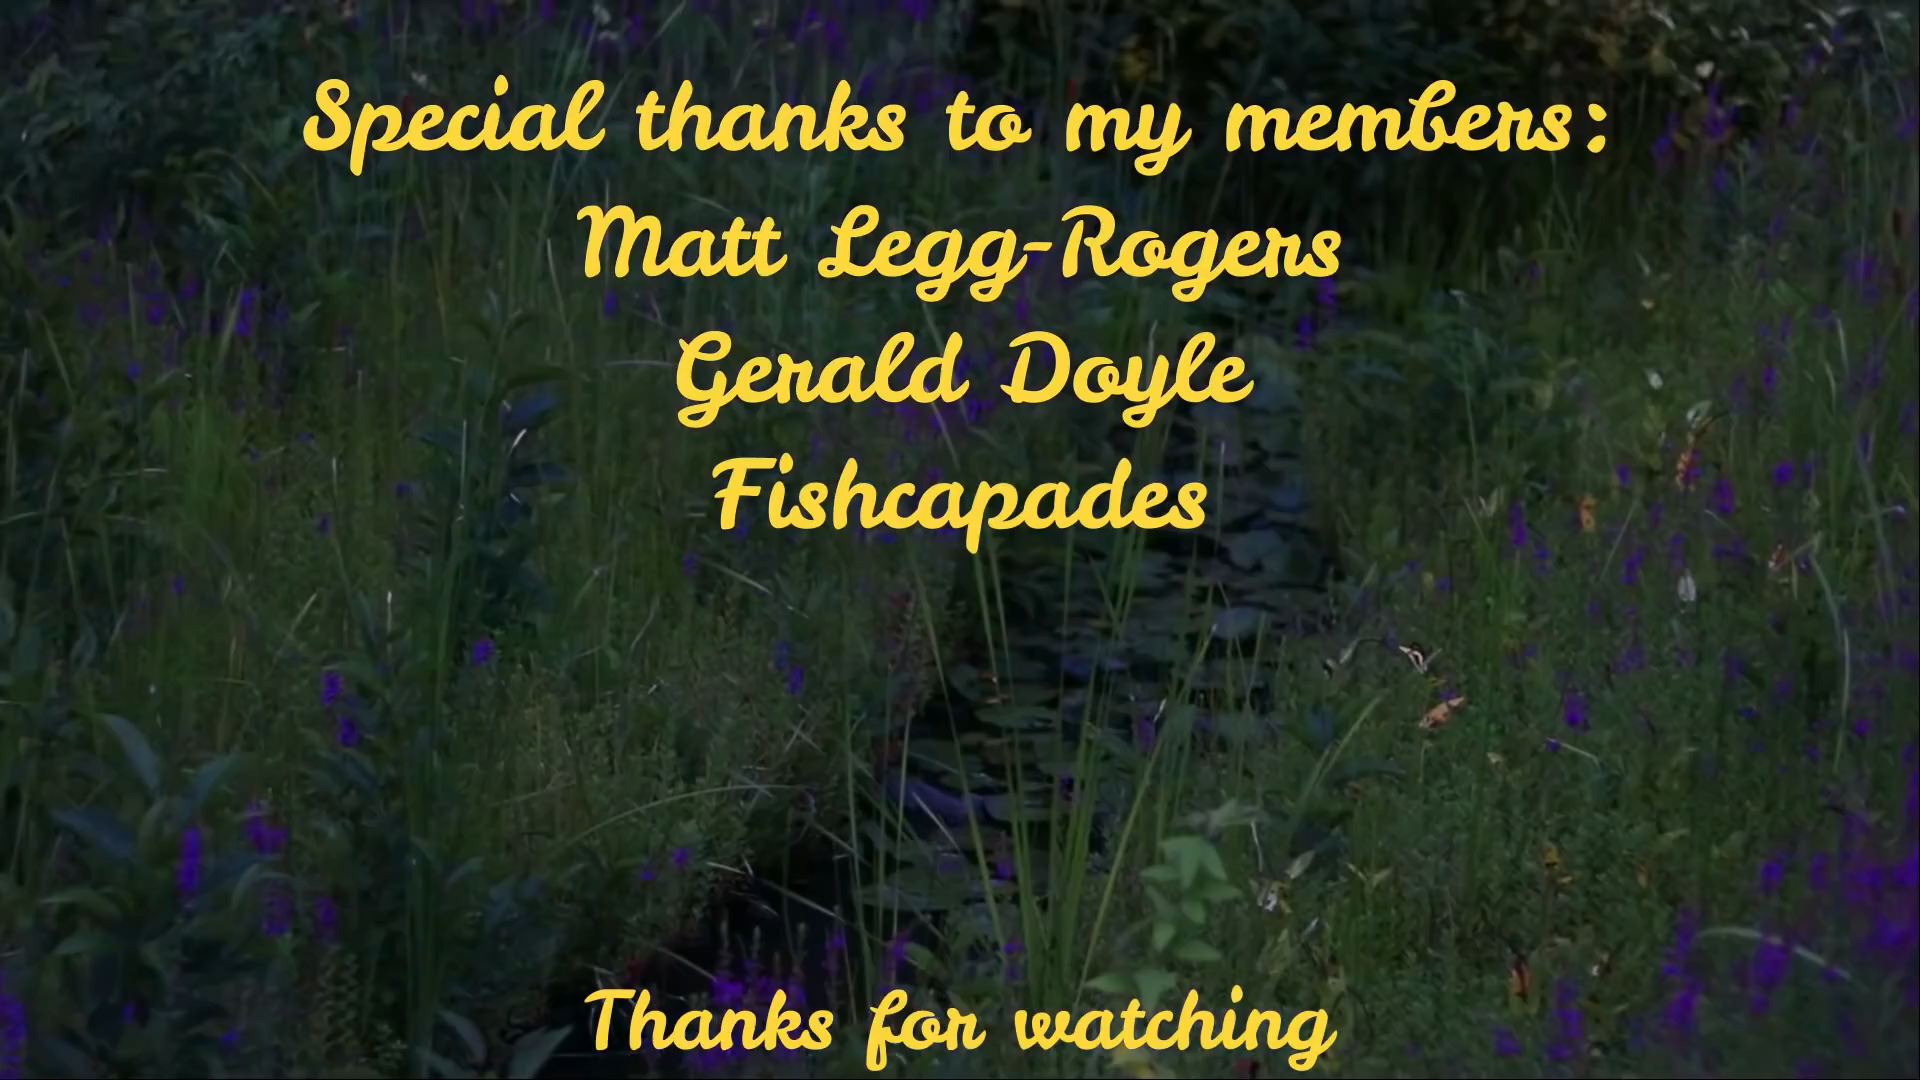 Special thanks to my members:
Matt Legg-Rogers
Gerald Doyle
Fishcapades
Thanks for watching